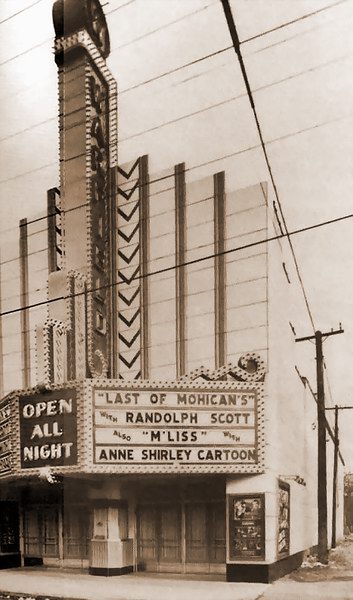 OPEN
ALL
NIGHT
"LAST OF MOHICAN'S"
WITH RANDOLPH SCOTT
ALSO "M'LISS" WITH
ANNE SHIRLEY CARTOON